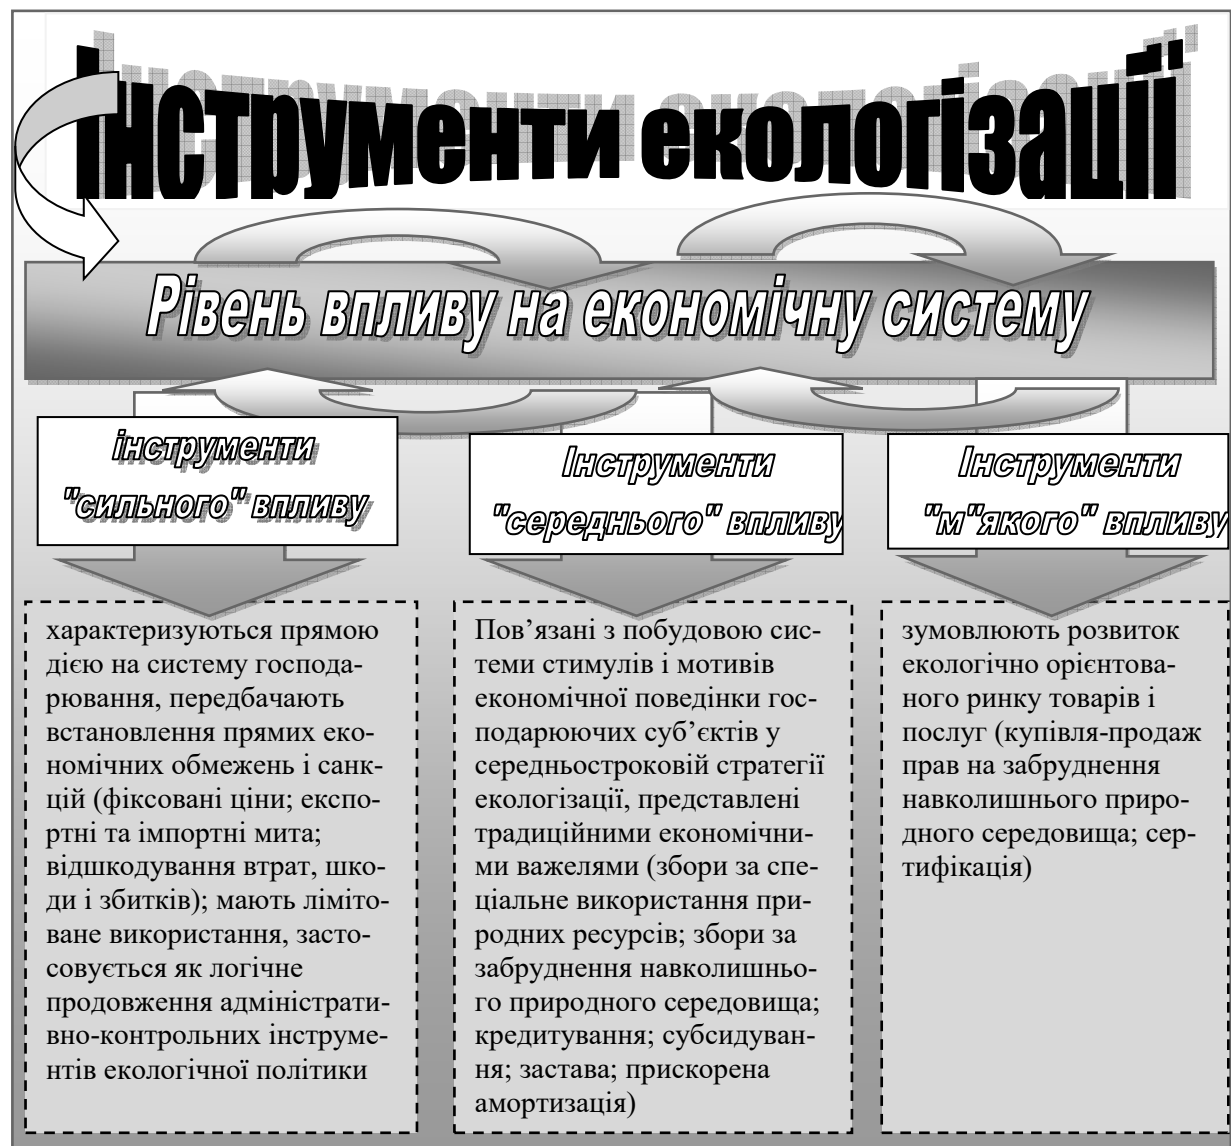 Інструменти екологізації
Рівень впливу на економічну систему
інструменти
"сильного" впливу
характеризуються прямою
дією на систему господа-
рювання, передбачають
встановлення прямих еко-
номічних обмежень і санк-
цій (фіксовані ціни; експо-
ртні та імпортні мита;
відшкодування втрат, шко-
ди і збитків); мають ліміто-
ване використання, засто-
совується як логічне
продовження адміністрати-
вно-контрольних інструме-
нтів екологічної політики
Інструменти
"середнього" впливу
Пов’язані з побудовою сис-
теми стимулів і мотивів
економічної поведінки гос-
подарюючих суб’єктів у
середньостроковій стратегії
екологізації, представлені
традиційними економічни-
ми важелями (збори за спе-
ціальне використання при-
родних ресурсів; збори за
забруднення навколишньо-
го природного середовища;
кредитування; субсидуван-
ня; застава; прискорена
амортизація)
Інструменти
"м"якого" впливу
зумовлюють розвиток
екологічно орієнтова-
ного ринку товарів і
послуг (купівля-продаж
прав на забруднення
навколишнього приро-
дного середовища; сер-
тифікація)